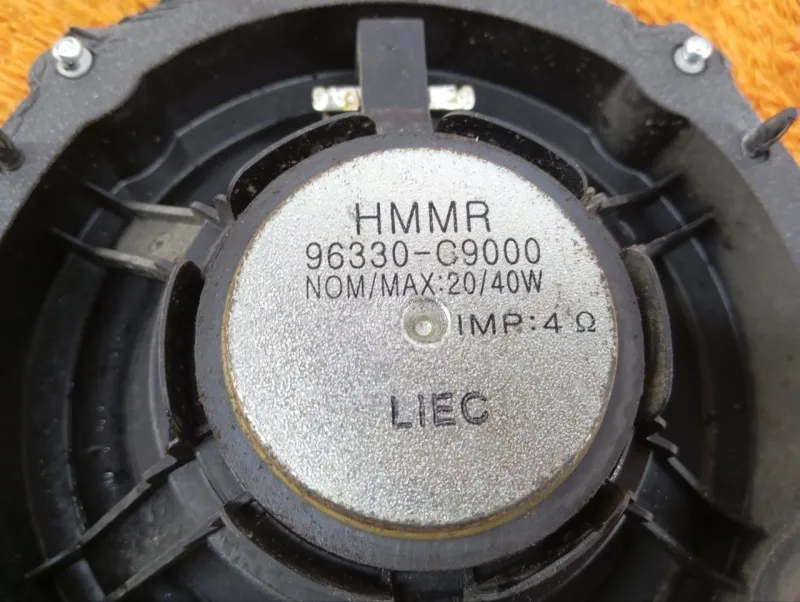 HMMR
96330-C9000
NOM/MAX:20/40W
IMP:4 Ω
LIEC